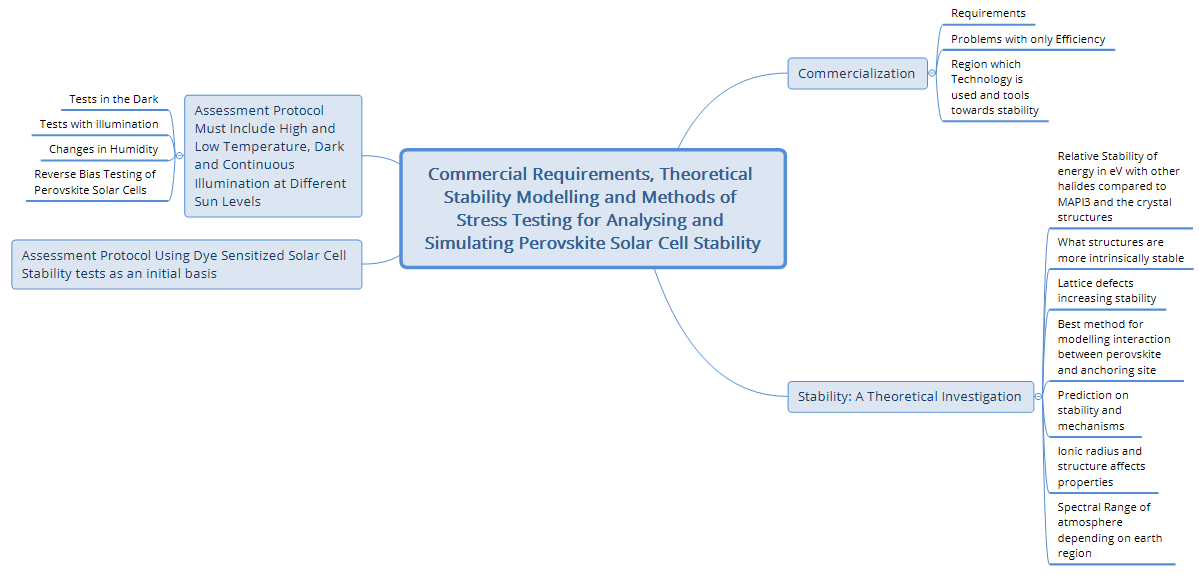 Commercial Requirements, Theoretical
Stability Modelling and Methods of
Stress Testing for Analysing and
Simulating Perovskite Solar Cell Stability
Commercialization
Requirements
Problems with only Efficiency
Region which
Technology is
used and tools
towards stability
Stability: A Theoretical Investigation
Relative Stability of
energy in eV with other
halides compared to
MAPI3 and the crystal
structures
What structures are
more intrinsically stable
Lattice defects
increasing stability
Best method for
modelling interaction
between perovskite
and anchoring site
Prediction on
stability and
mechanisms
Ionic radius and
structure affects
properties
Spectral Range of
atmosphere
depending on earth
region
Assessment Protocol
Must Include High and
Low Temperature, Dark
and Continuous
Illumination at Different
Sun Levels
Tests in the Dark
Tests with illumination
Changes in Humidity
Reverse Bias Testing of
Perovskite Solar Cells
Assessment Protocol Using Dye Sensitized Solar Cell
Stability tests as an initial basis